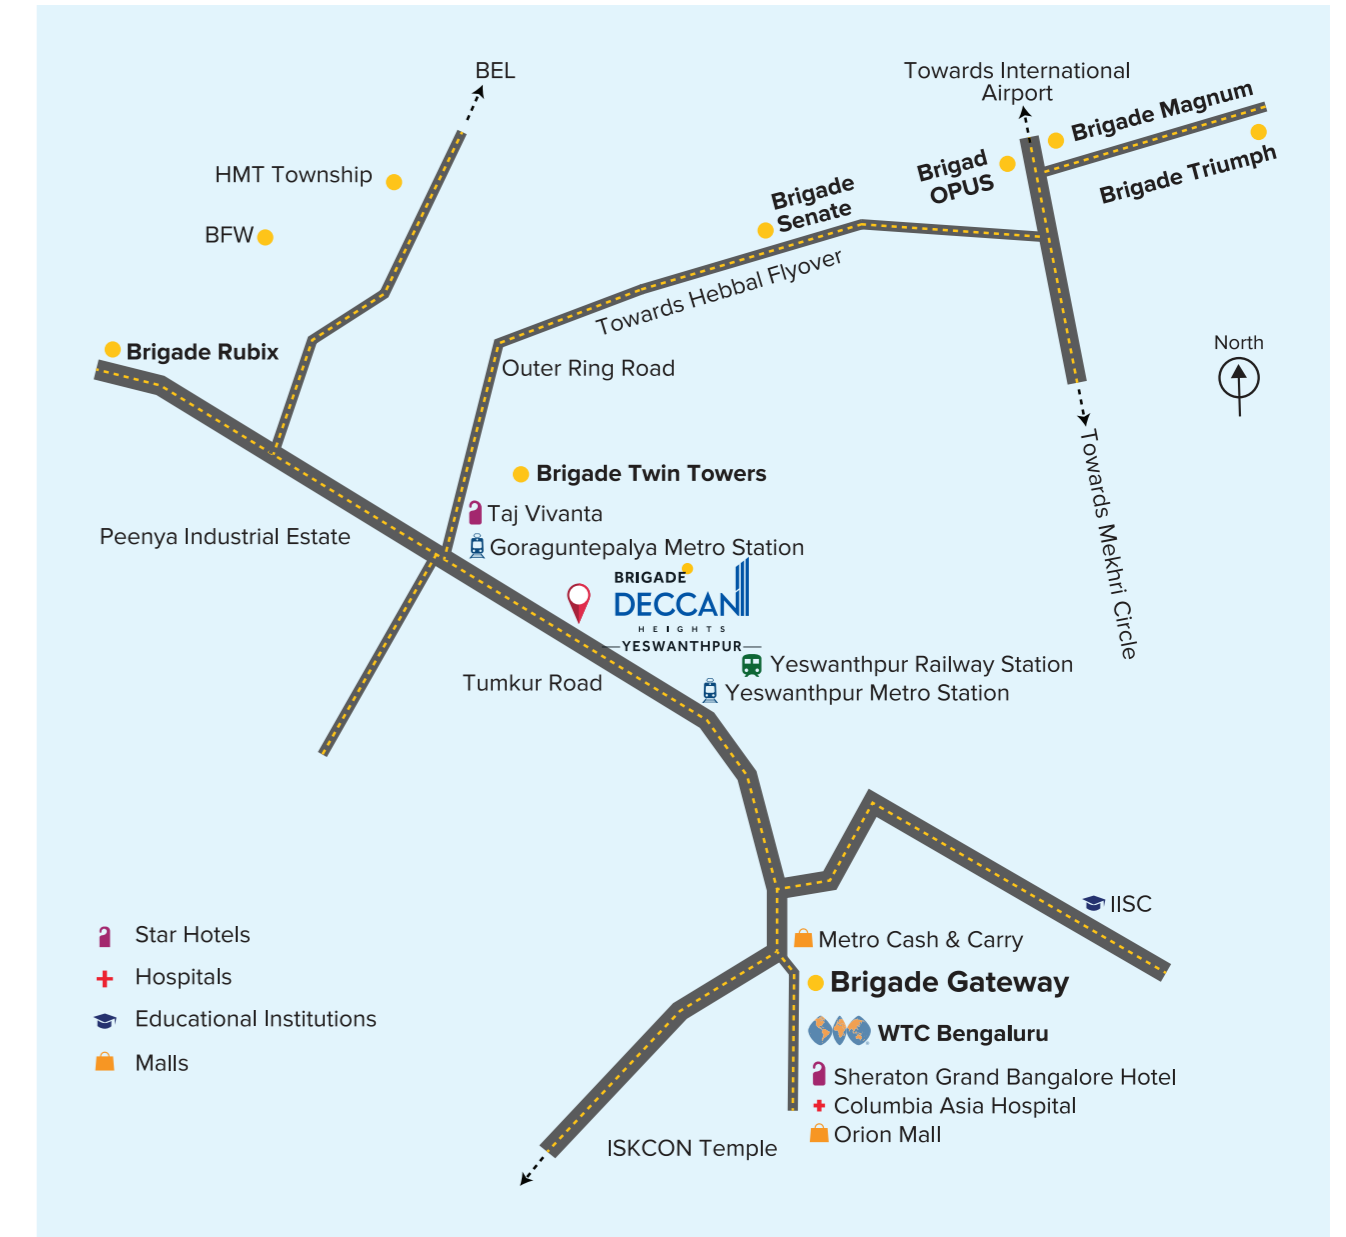 BEL
Towards International
Airport
Brigade Magnum
Brigad
OPUS
Brigade Triumph
HMT Township
Brigade
Senate
BFW
Towards Hebbal Flyover
Brigade Rubix
North
Outer Ring Road
Brigade Twin Towers
Taj Vivanta
Peenya Industrial Estate
Goraguntepalya Metro Station
Towards Mekhri Circle
BRIGADE
DECCAN
HEIGHTS
YESWANTHPUR
Yeswanthpur Railway Station
Tumkur Road
Yeswanthpur Metro Station
IISC
Star Hotels
Metro Cash & Carry
Hospitals
Brigade Gateway
Educational Institutions
WTC Bengaluru
Malls
Sheraton Grand Bangalore Hotel
Columbia Asia Hospital
Orion Mall
ISKCON Temple